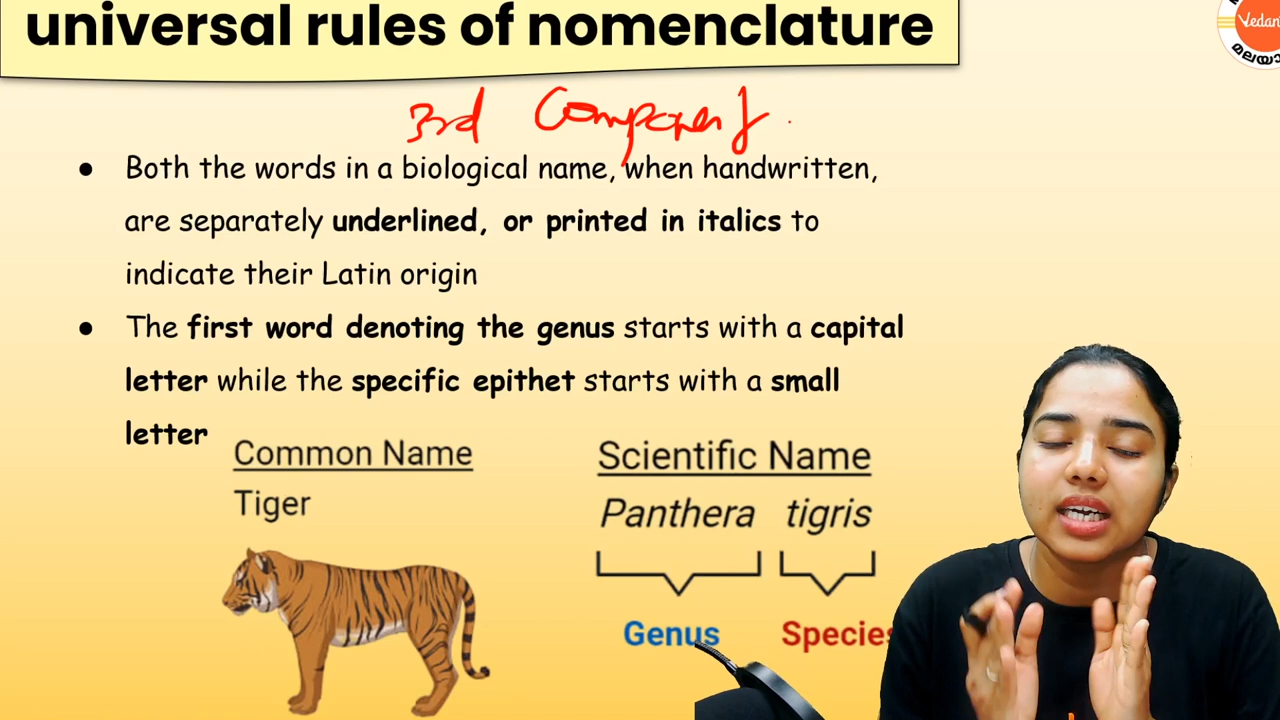 universal rules of nomenclature
Vedan
മലയാ
3rd Component
● Both the words in a biological name, when handwritten,
are separately underlined, or printed in italics to
indicate their Latin origin
● The first word denoting the genus starts with a capital
letter while the specific epithet starts with a small
letter
Common Name
Tiger
Scientific Name
Panthera tigris
Genus
Species